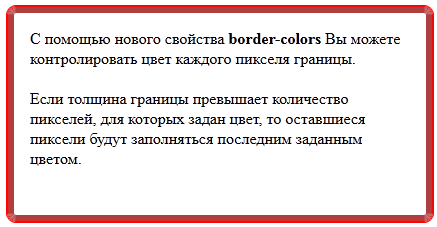 С помощью нового свойства border-colors Вы можете
контролировать цвет каждого пикселя границы.
Если толщина границы превышает количество
пикселей, для которых задан цвет, то оставшиеся
пиксели будут заполняться последним заданным
цветом.